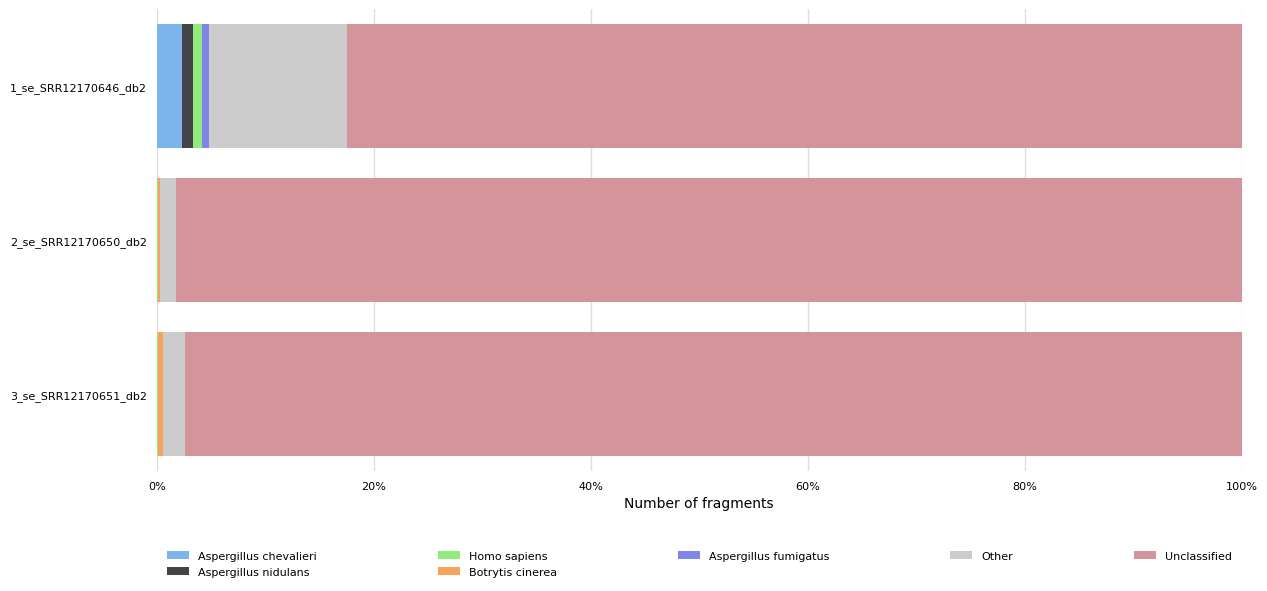 1_se_SRR12170646_db2
2_se_SRR12170650_db2
3_se_SRR12170651_db2
0% 20% 40% 60% 80% 100%
Number of fragments
Aspergillus chevalieri Homo sapiens Aspergillus fumigatus Other Unclassified
Aspergillus nidulans Botrytis cinerea